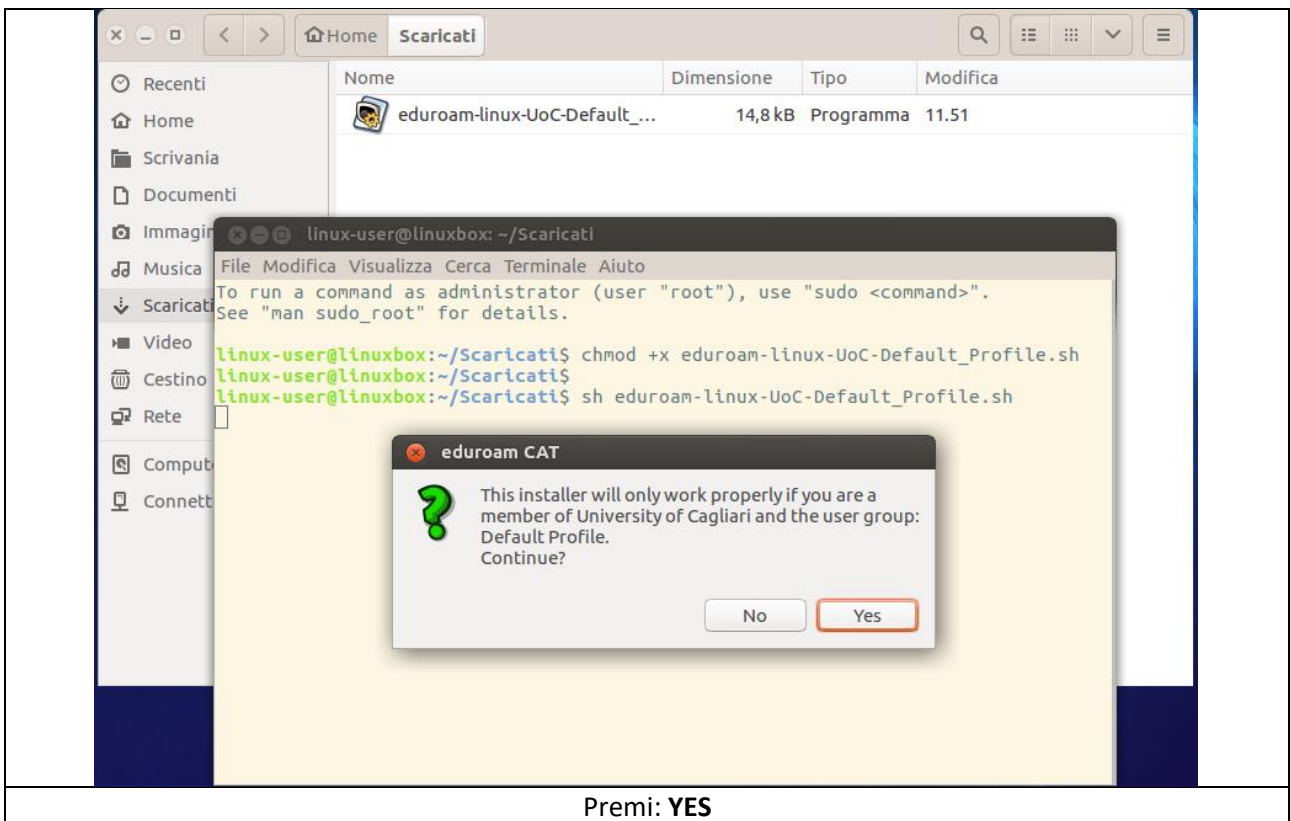 Home Scaricati
Nome Dimensione Tipo Modifica
Recenti
eduroam-linux-UoC-Default_... 14,8 kB Programma 11.51
Home
Scrivania
Documenti
Immagin
Musica
Scaricati
Video
Cestino
Rete
Compute
Connett
linux-user@linuxbox: ~/Scaricati
File Modifica Visualizza Cerca Terminale Aiuto
To run a command as administrator (user "root"), use "sudo <command>".
See "man sudo_root" for details.
linux-user@linuxbox:~/Scaricati$ chmod +x eduroam-linux-UoC-Default_Profile.sh
linux-user@linuxbox:~/Scaricati$
linux-user@linuxbox:~/Scaricati$ sh eduroam-linux-UoC-Default_Profile.sh
eduroam CAT
This installer will only work properly if you are a
member of University of Cagliari and the user group:
Default Profile.
Continue?
No Yes
Premi: YES